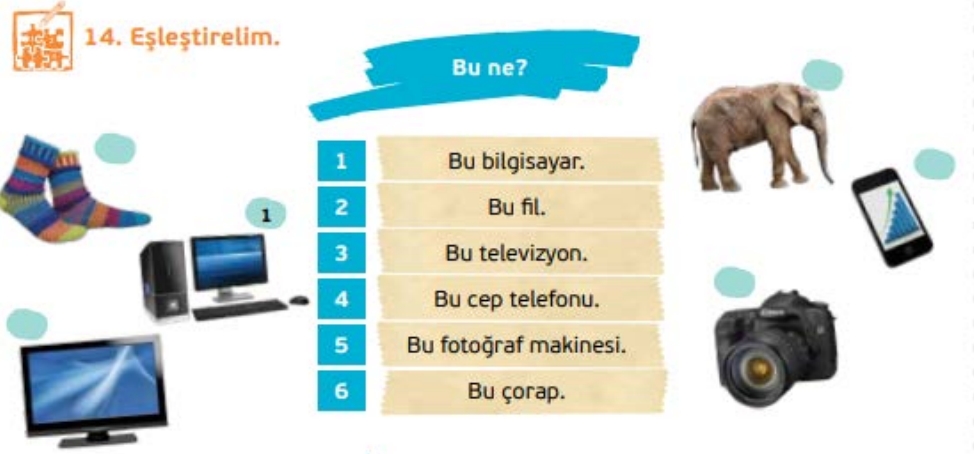 14. Eşleştirelim.
Bu ne?
1 Bu bilgisayar.
2 Bu fil.
3 Bu televizyon.
4 Bu cep telefonu.
5 Bu fotoğraf makinesi.
6 Bu çorap.
1
Canon